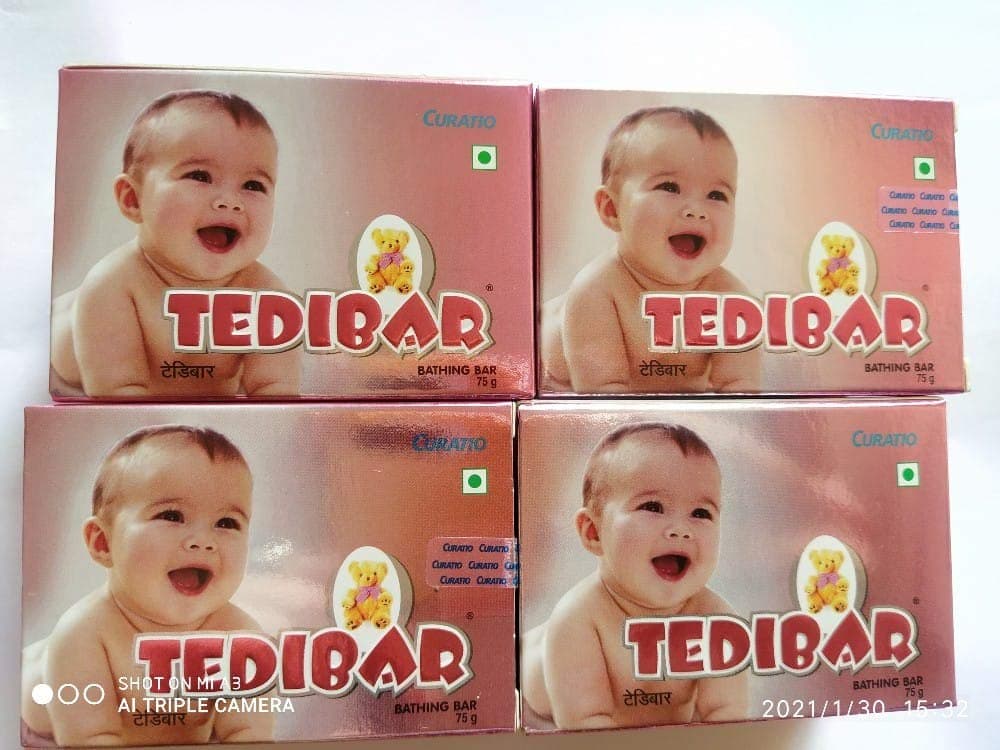 CURATIO
TEDIBAR®
टेडिबार
BATHING BAR
75 g
CURATIO
CURATIO CURATIO
CURATIO CURATIO
CURATIO CURATIO
TEDIBAR®
टेडिबार
BATHING BAR
75 g
CURATIO
CURATIO CURATIO
CURATIO CURATIO
CURATIO CURATIO
TEDIBAR®
टेडिबार
BATHING BAR
75 g
CURATIO
TEDIBAR®
टेडिबार
BATHING BAR
75 g
SHOT ON MI A3
AI TRIPLE CAMERA
2021/1/30 15:32